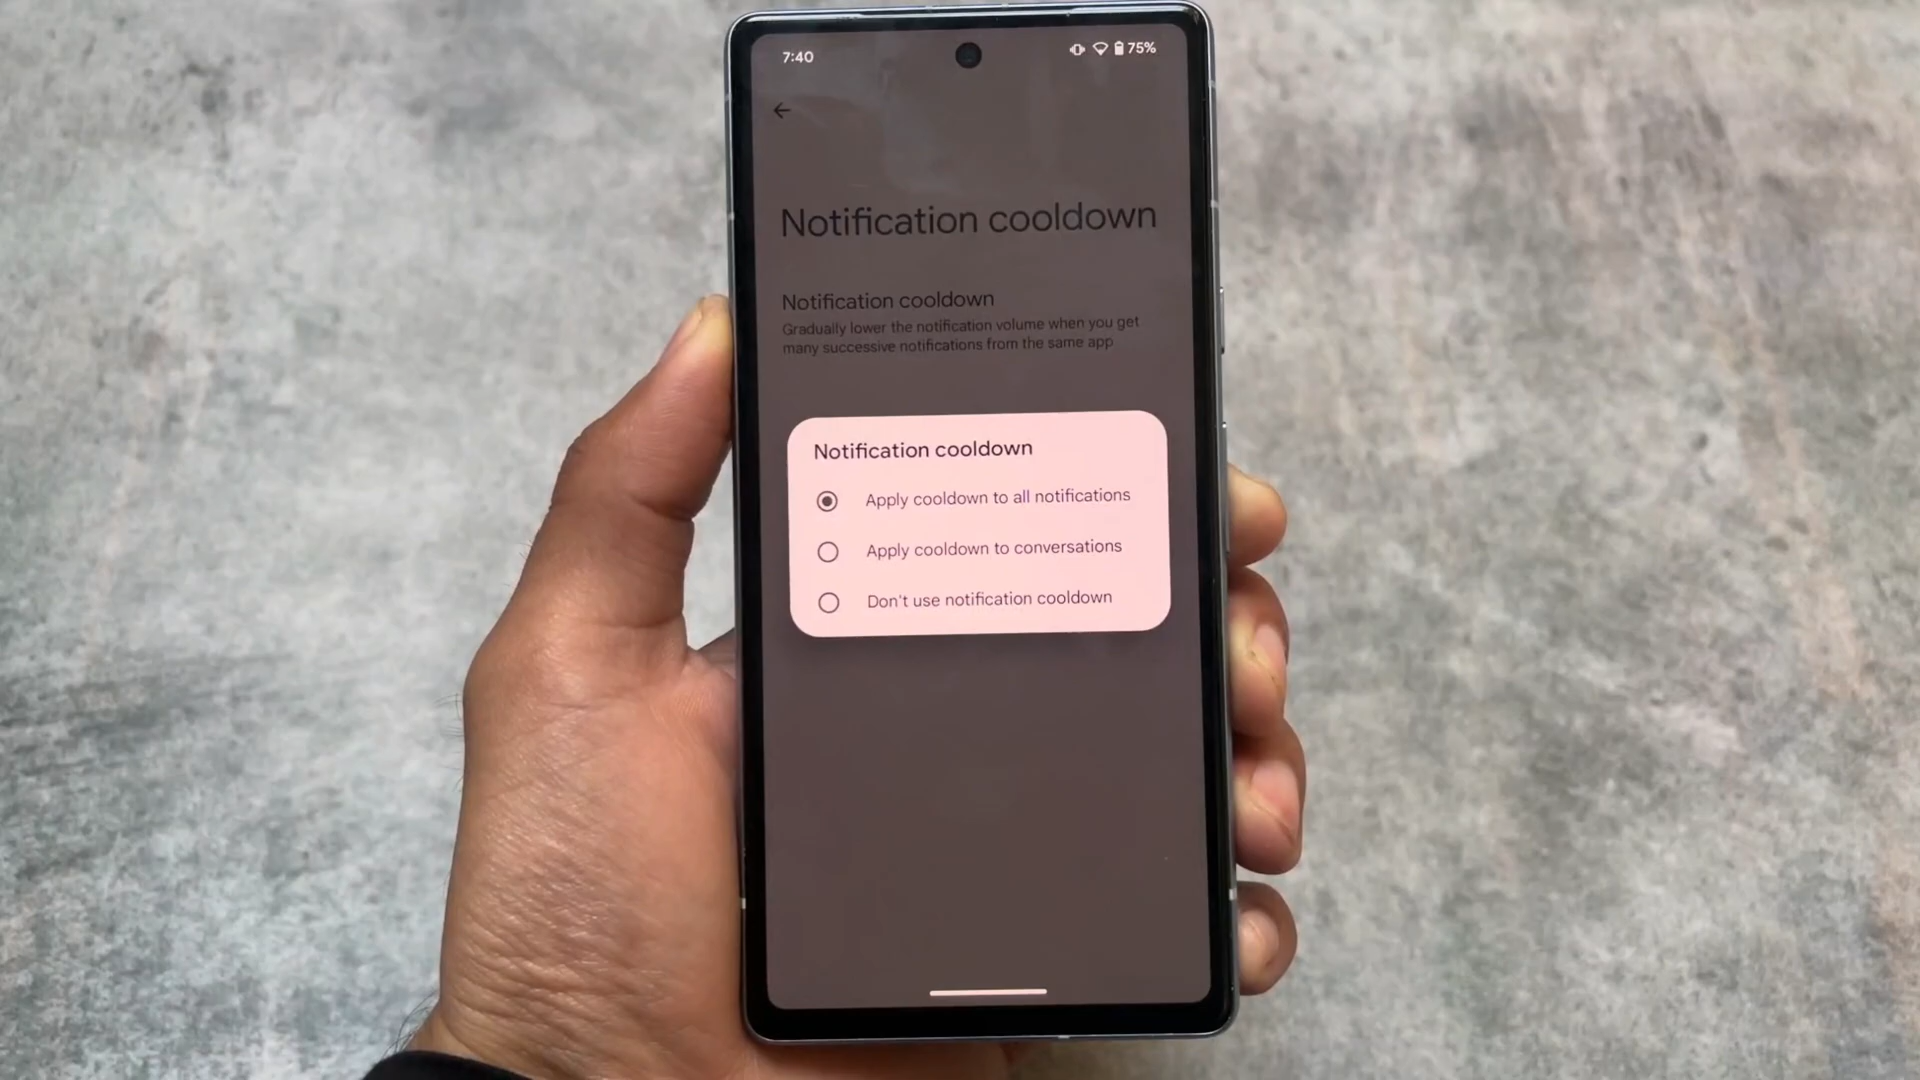 7:40
75%
Notification cooldown
Notification cooldown
Gradually lower the notification volume when you get
many successive notifications from the same app
Notification cooldown
Apply cooldown to all notifications
Apply cooldown to conversations
Don't use notification cooldown